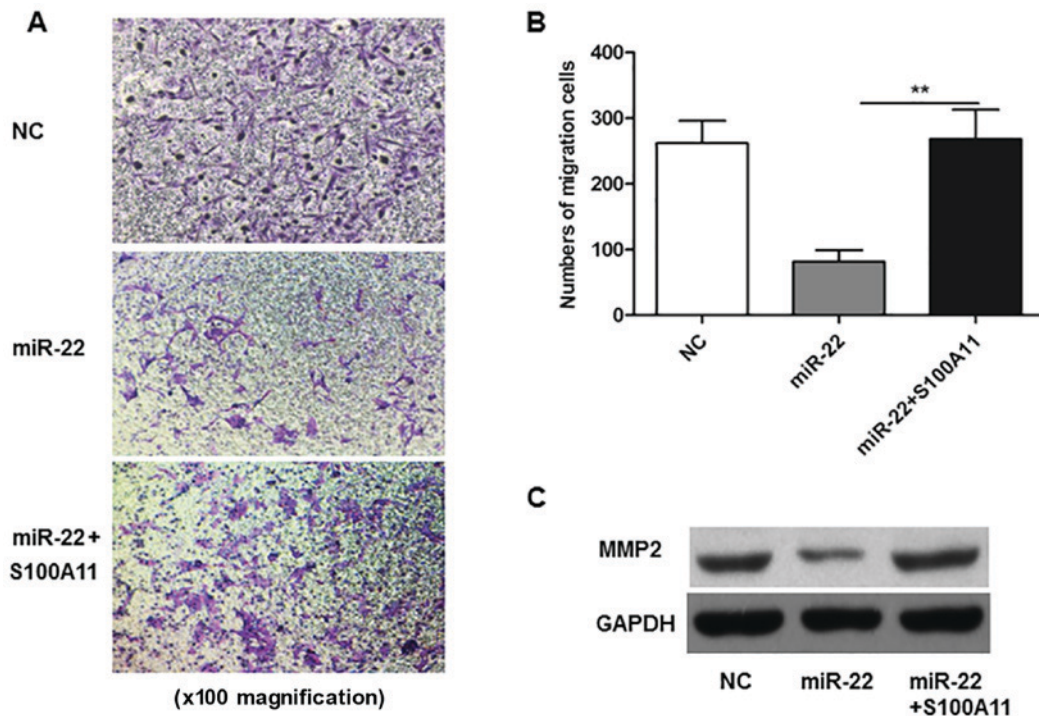 A
NC
miR-22
miR-22 +
S100A11
(x100 magnification)
B
Numbers of migration cells
400
300
200
100
0
**
NC
miR-22
miR-22+S100A11
C
MMP2
GAPDH
NC
miR-22
miR-22
+S100A11